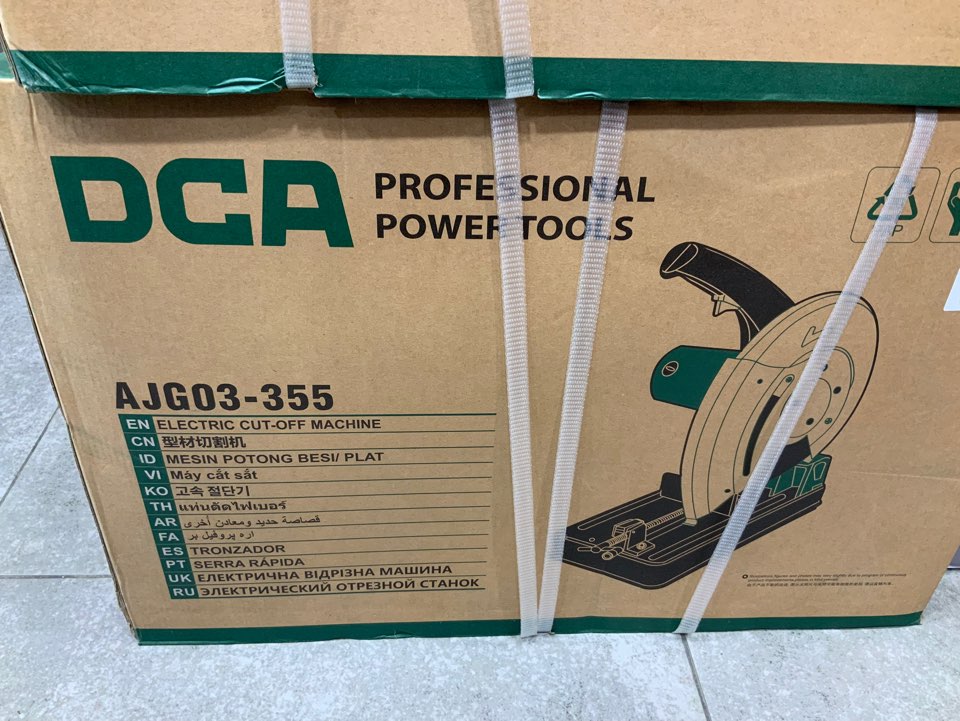 DCA
PROFESSIONAL
POWER TOOLS
AJG03-355
EN ELECTRIC CUT-OFF MACHINE
CN 型材切割机
ID MESIN POTONG BESI/ PLAT
VI Máy cắt sắt
KO 고속 절단기
TH แท่นตัดไฟเบอร์
AR قصاصة حديد ومعادن أخرى
FA اره پروفیل بر
ES TRONZADOR
PT SERRA RÁPIDA
UK ЕЛЕКТРИЧНА ВІДРІЗНА МАШИНА
RU ЭЛЕКТРИЧЕСКИЙ ОТРЕЗНОЙ СТАНОК